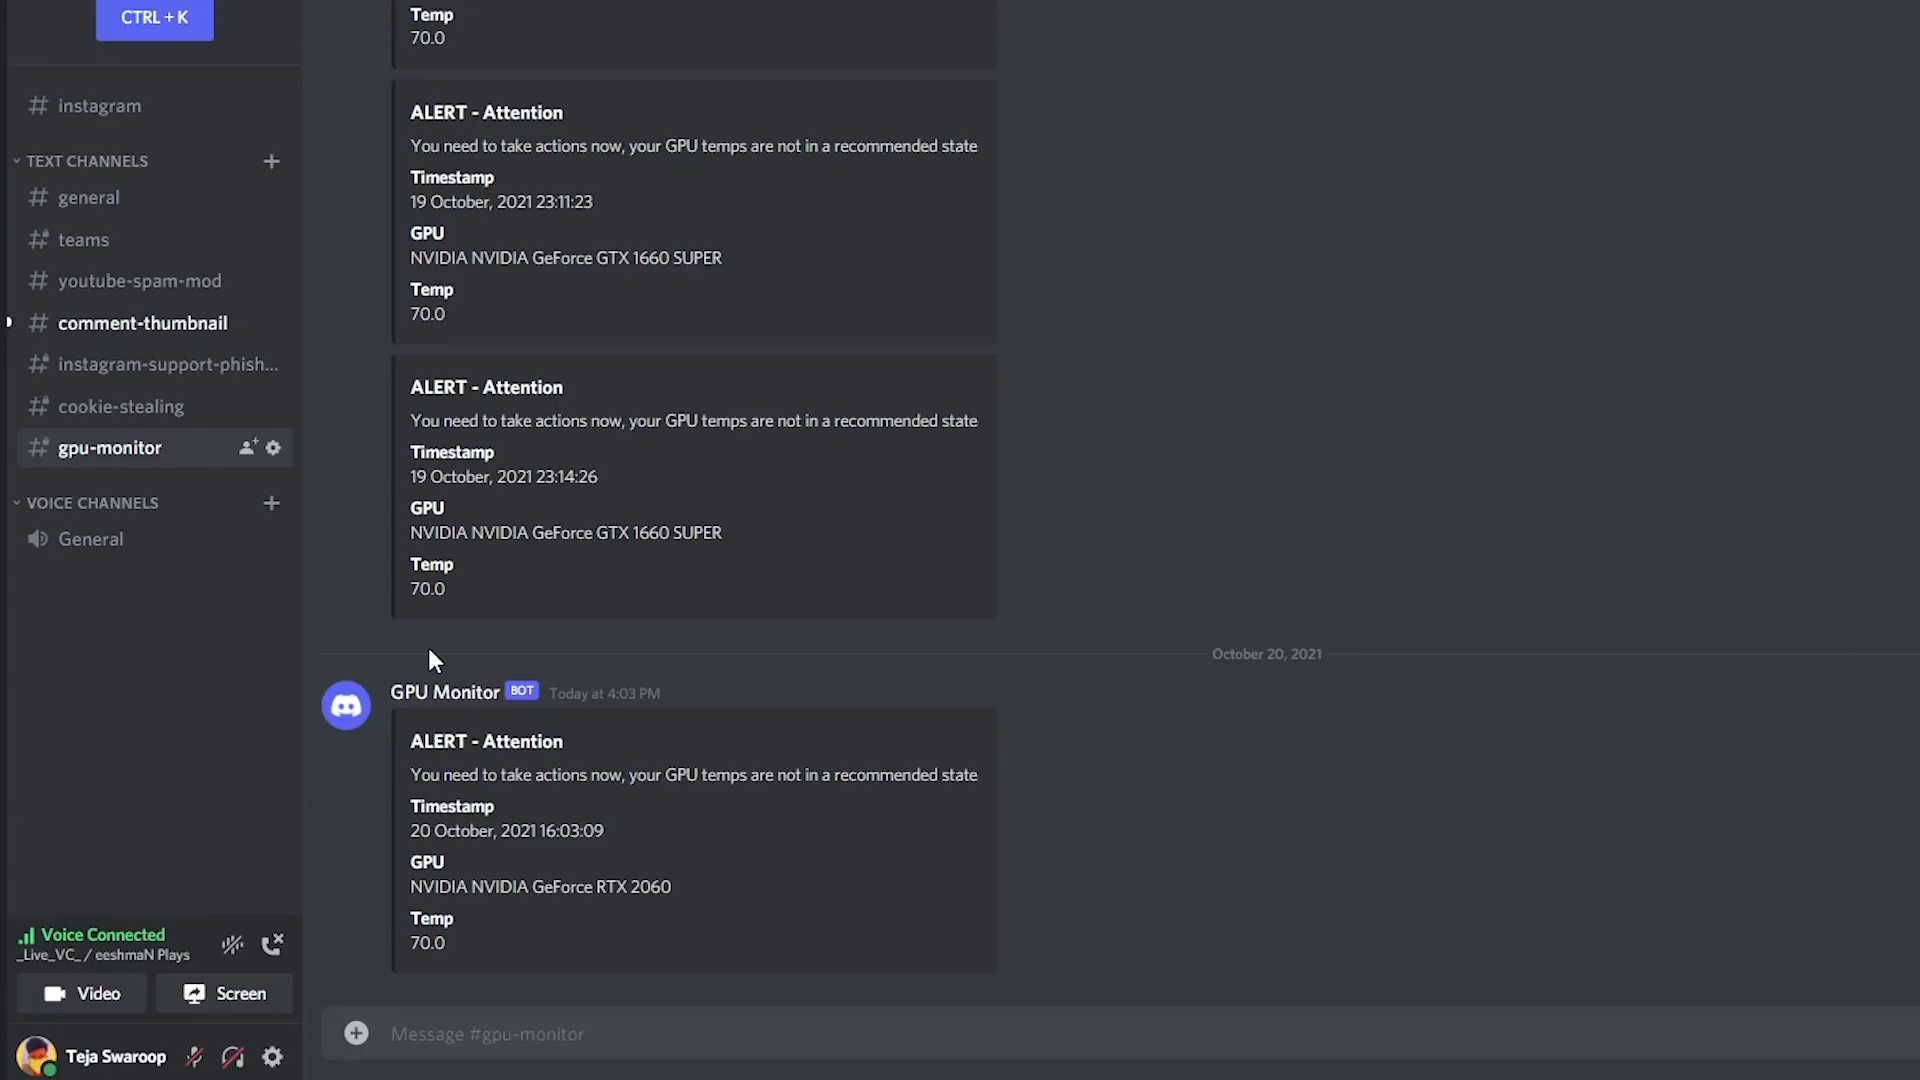 CTRL + K
instagram
TEXT CHANNELS
general
teams
youtube-spam-mod
comment-thumbnail
instagram-support-phish...
cookie-stealing
gpu-monitor
VOICE CHANNELS
General
Voice Connected
_Live_VC_ / eeshmaN Plays
Video
Screen
Teja Swaroop
Temp
70.0
ALERT - Attention
You need to take actions now, your GPU temps are not in a recommended state
Timestamp
19 October, 2021 23:11:23
GPU
NVIDIA NVIDIA GeForce GTX 1660 SUPER
Temp
70.0
ALERT - Attention
You need to take actions now, your GPU temps are not in a recommended state
Timestamp
19 October, 2021 23:14:26
GPU
NVIDIA NVIDIA GeForce GTX 1660 SUPER
Temp
70.0
October 20, 2021
GPU Monitor BOT Today at 4:03 PM
ALERT - Attention
You need to take actions now, your GPU temps are not in a recommended state
Timestamp
20 October, 2021 16:03:09
GPU
NVIDIA NVIDIA GeForce RTX 2060
Temp
70.0
Message #gpu-monitor